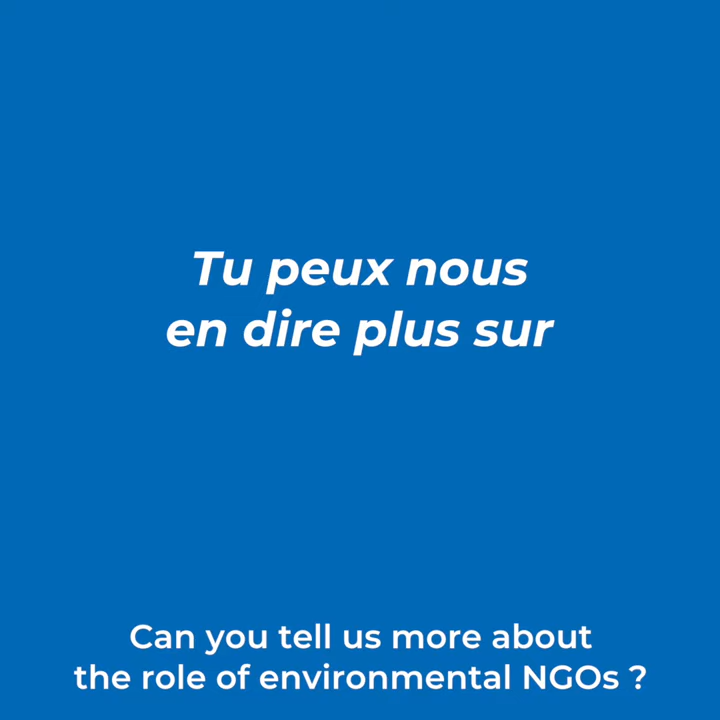 Tu peux nous
en dire plus sur
Can you tell us more about
the role of environmental NGOs ?